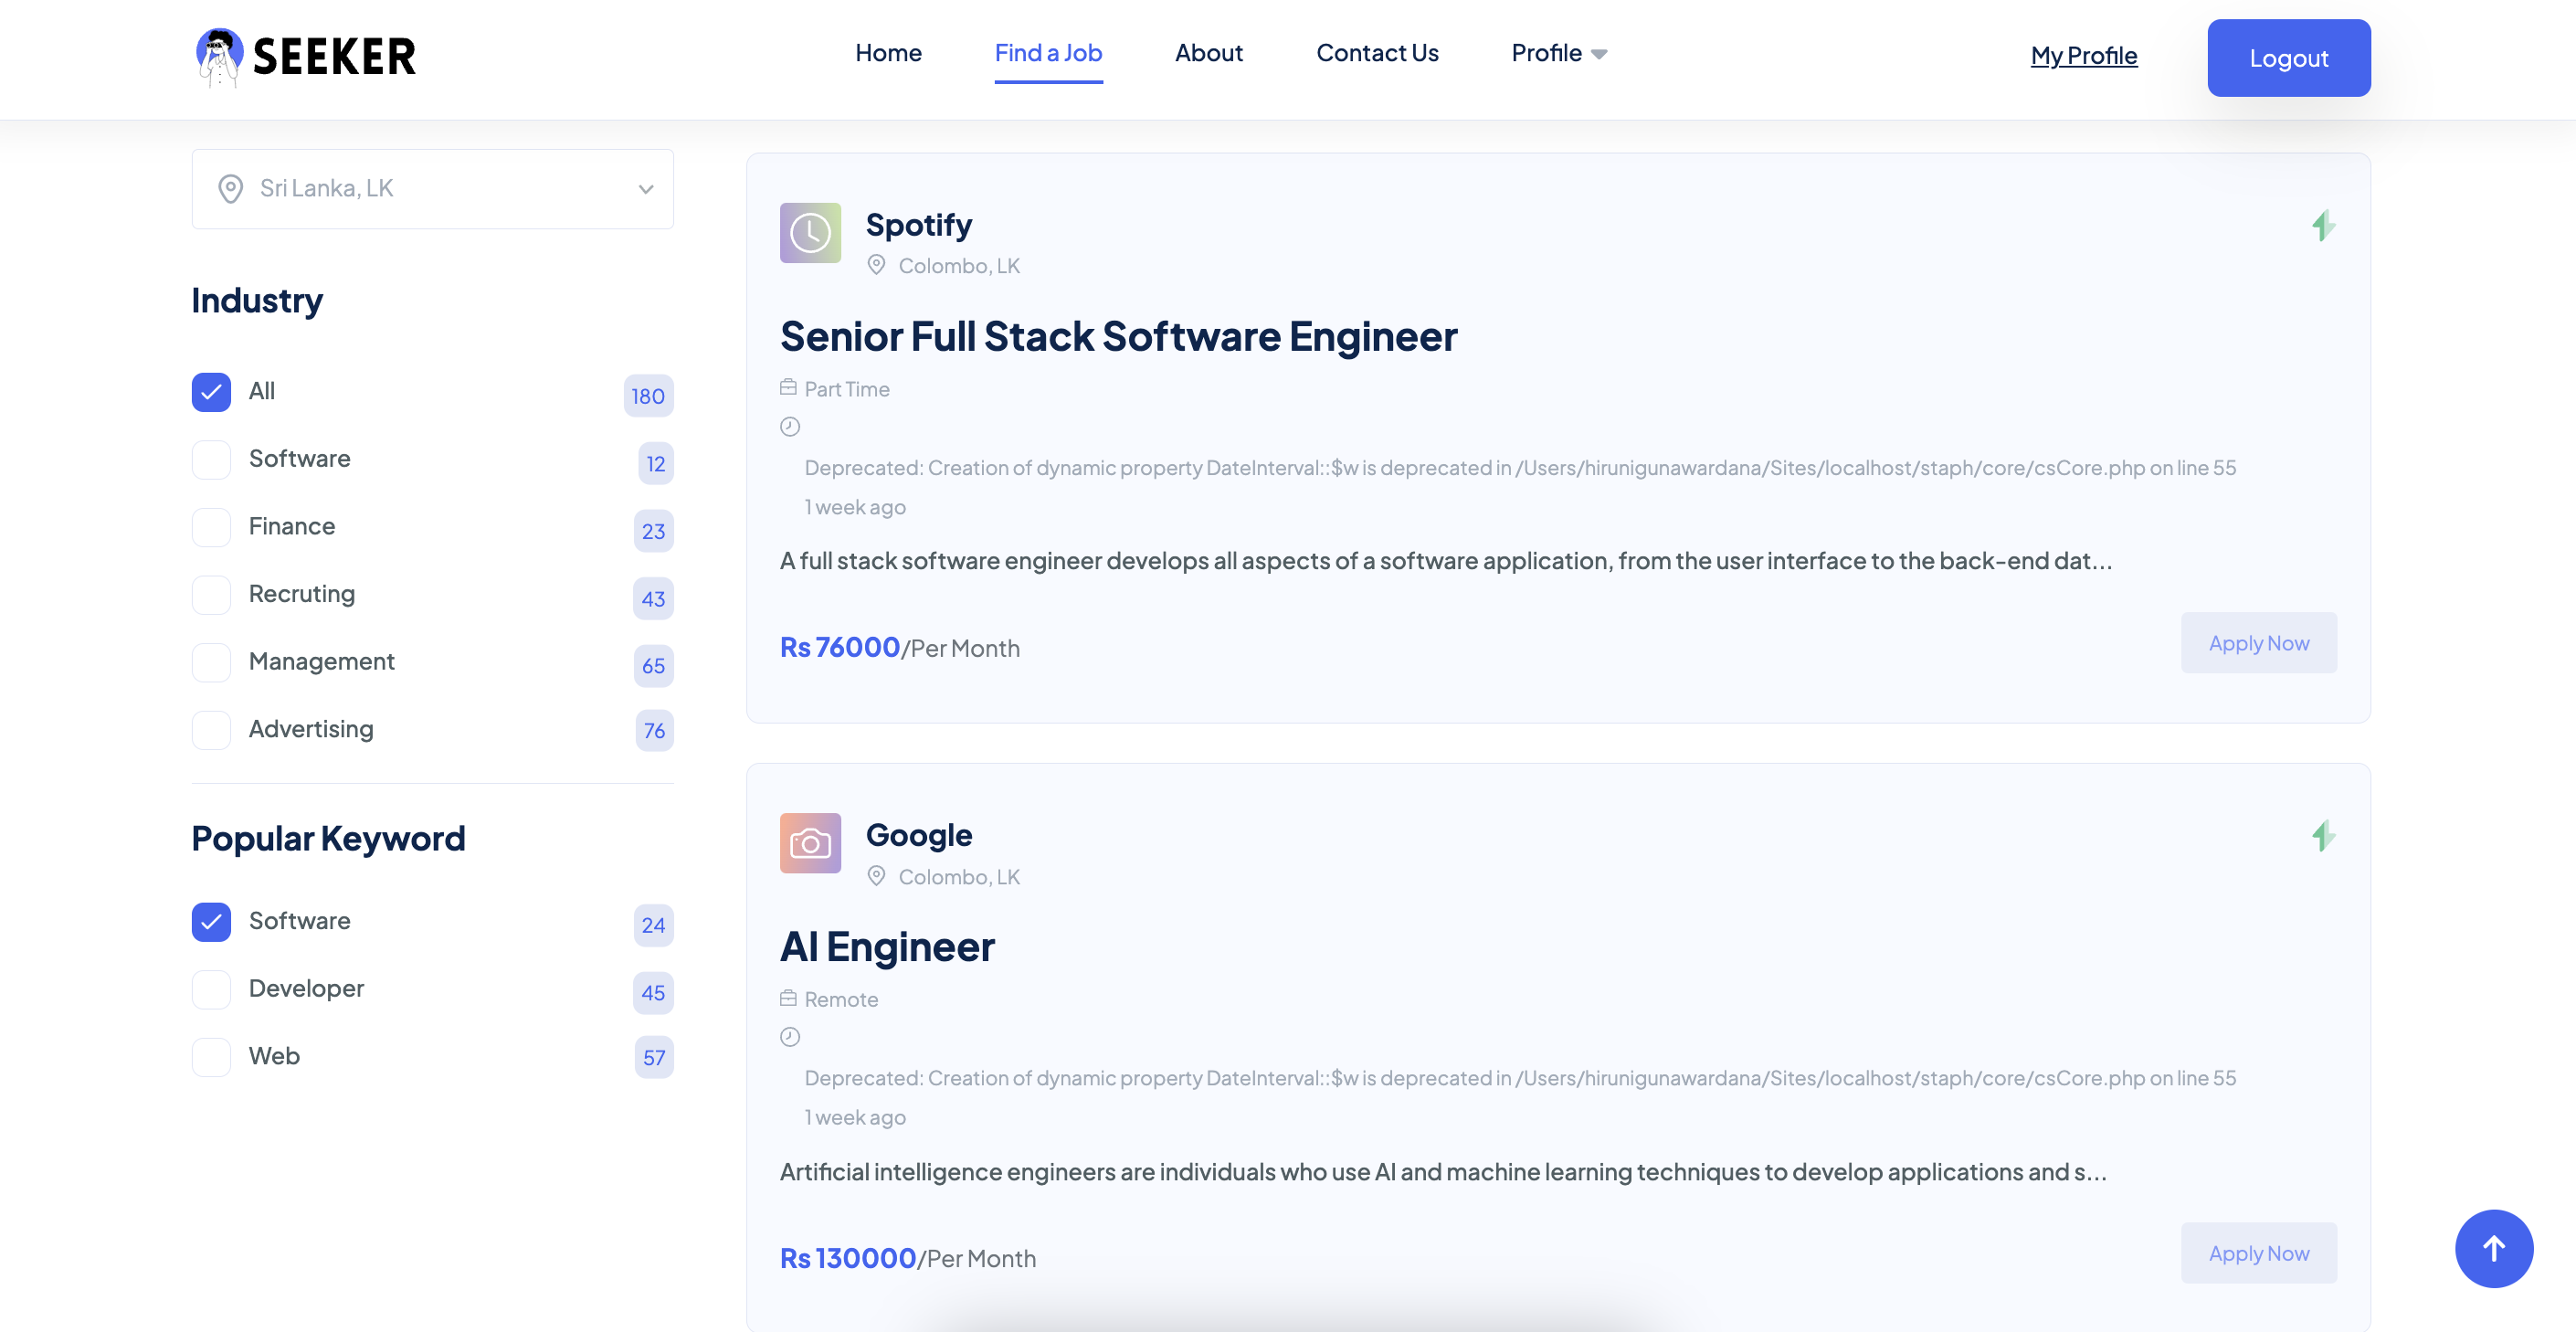 SEEKER
Home
Find a Job
About
Contact Us
Profile
My Profile
Logout
Sri Lanka, LK
Industry
All 180
Software 12
Finance 23
Recruting 43
Management 65
Advertising 76
Popular Keyword
Software 24
Developer 45
Web 57
Spotify
Colombo, LK
Senior Full Stack Software Engineer
Part Time
Deprecated: Creation of dynamic property DateInterval::$w is deprecated in /Users/hirunigunawardana/Sites/localhost/staph/core/csCore.php on line 55
1 week ago
A full stack software engineer develops all aspects of a software application, from the user interface to the back-end dat...
Rs 76000/Per Month
Apply Now
Google
Colombo, LK
AI Engineer
Remote
Deprecated: Creation of dynamic property DateInterval::$w is deprecated in /Users/hirunigunawardana/Sites/localhost/staph/core/csCore.php on line 55
1 week ago
Artificial intelligence engineers are individuals who use AI and machine learning techniques to develop applications and s...
Rs 130000/Per Month
Apply Now